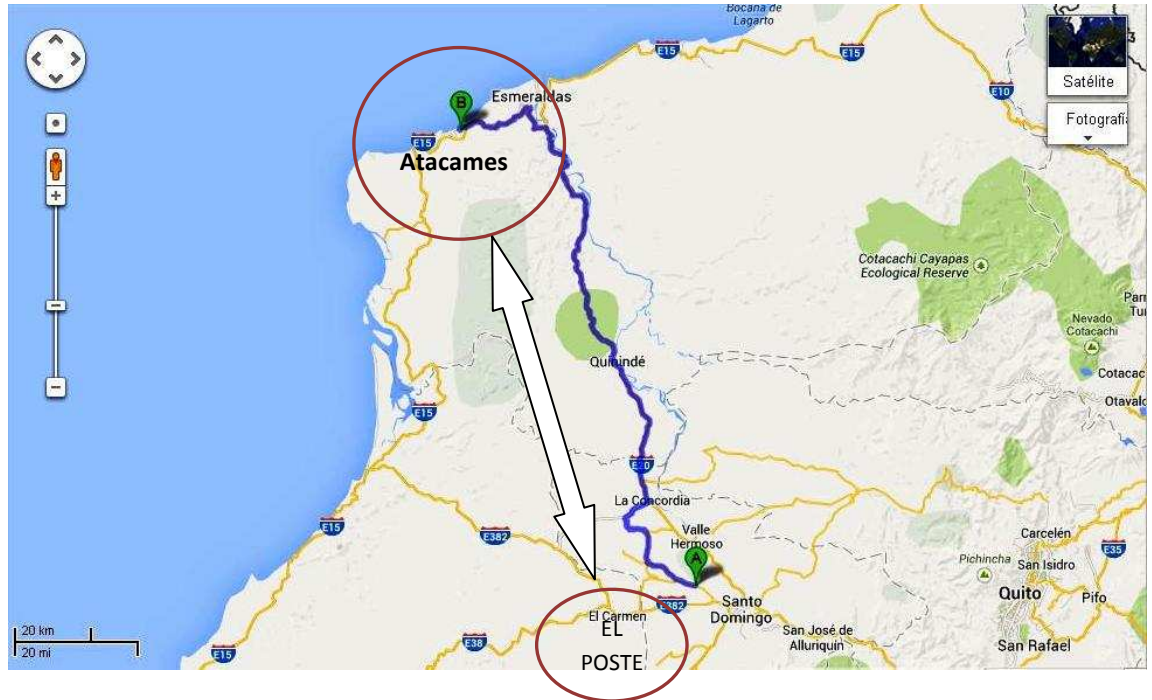 Bocana de
Lagarto
E15
3
Satélite
E10
Fotografí
B
Esmeraldas
E15
Atacames
Cotacachi Cayapas
Ecological Reserve
Nevado
Cotacachi
Quinindé
Cotacac
Otavalo
E15
E20
La Concordia
E15
E382
Valle
Hermoso
Carcelén
E35
A
Pichincha
San Isidro
Quito
Pifo
E382
Santo
Domingo
El Carmen
EL
POSTE
E38
San José de
Alluriquín
San Rafael
20 km
20 mi
E15